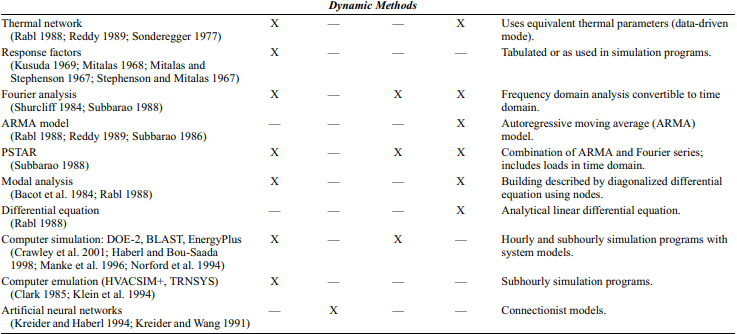 Dynamic Methods
Thermal network X — — X Uses equivalent thermal parameters (data-driven
(Rabl 1988; Reddy 1989; Sonderegger 1977) mode).
Response factors X — — — Tabulated or as used in simulation programs.
(Kusuda 1969; Mitalas 1968; Mitalas and
Stephenson 1967; Stephenson and Mitalas 1967)
Fourier analysis X — X X Frequency domain analysis convertible to time
(Shurcliff 1984; Subbarao 1988) domain.
ARMA model — — — X Autoregressive moving average (ARMA)
(Rabl 1988; Reddy 1989; Subbarao 1986) model.
PSTAR X — X X Combination of ARMA and Fourier series;
(Subbarao 1988) includes loads in time domain.
Modal analysis X — — X Building described by diagonalized differential
(Bacot et al. 1984; Rabl 1988) equation using nodes.
Differential equation — — — X Analytical linear differential equation.
(Rabl 1988)
Computer simulation: DOE-2, BLAST, EnergyPlus X — X — Hourly and subhourly simulation programs with
(Crawley et al. 2001; Haberl and Bou-Saada system models.
1998; Manke et al. 1996; Norford et al. 1994)
Computer emulation (HVACSIM+, TRNSYS) X — — — Subhourly simulation programs.
(Clark 1985; Klein et al. 1994)
Artificial neural networks — X — — Connectionist models.
(Kreider and Haberl 1994; Kreider and Wang 1991)